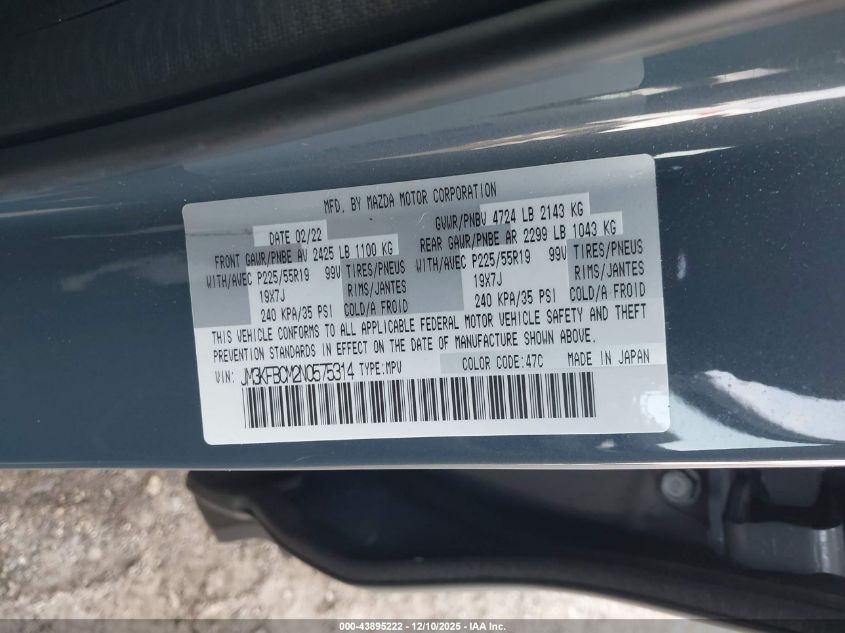 MFD. BY MAZDA MOTOR CORPORATION
DATE 02/22 GVWR/PNBV 4724 LB 2143 KG
FRONT GAWR/PNBE AV 2425 LB 1100 KG REAR GAWR/PNBE AR 2299 LB 1043 KG
WITH/AVEC P225/55R19 99V TIRES/PNEUS WITH/AVEC P225/55R19 99V TIRES/PNEUS
19X7J RIMS/JANTES 19X7J RIMS/JANTES
240 KPA/35 PSI COLD/A FROID 240 KPA/35 PSI COLD/A FROID
THIS VEHICLE CONFORMS TO ALL APPLICABLE FEDERAL MOTOR VEHICLE SAFETY AND THEFT
PREVENTION STANDARDS IN EFFECT ON THE DATE OF MANUFACTURE SHOWN ABOVE.
VIN: JM3KFBCM2N0575314 TYPE:MPV COLOR CODE:47C MADE IN JAPAN
000-43895222 — 12/10/2025 — IAA Inc.